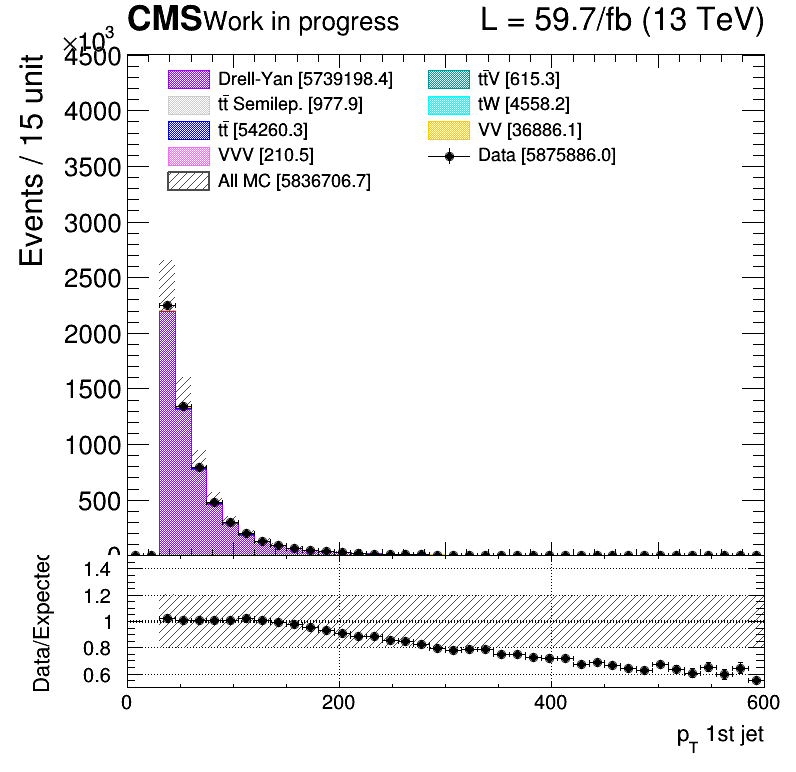 CMS Work in progress L = 59.7/fb (13 TeV)
×10³
Events / 15 unit
4500
4000
3500
3000
2500
2000
1500
1000
500
0
Drell-Yan [5739198.4]
tt̄ Semilep. [977.9]
tt̄ [54260.3]
VVV [210.5]
All MC [5836706.7]
tt̄V [615.3]
tW [4558.2]
VV [36886.1]
Data [5875886.0]
Data/Expected
1.4
1.2
1
0.8
0.6
0 200 400 600
p_T 1st jet